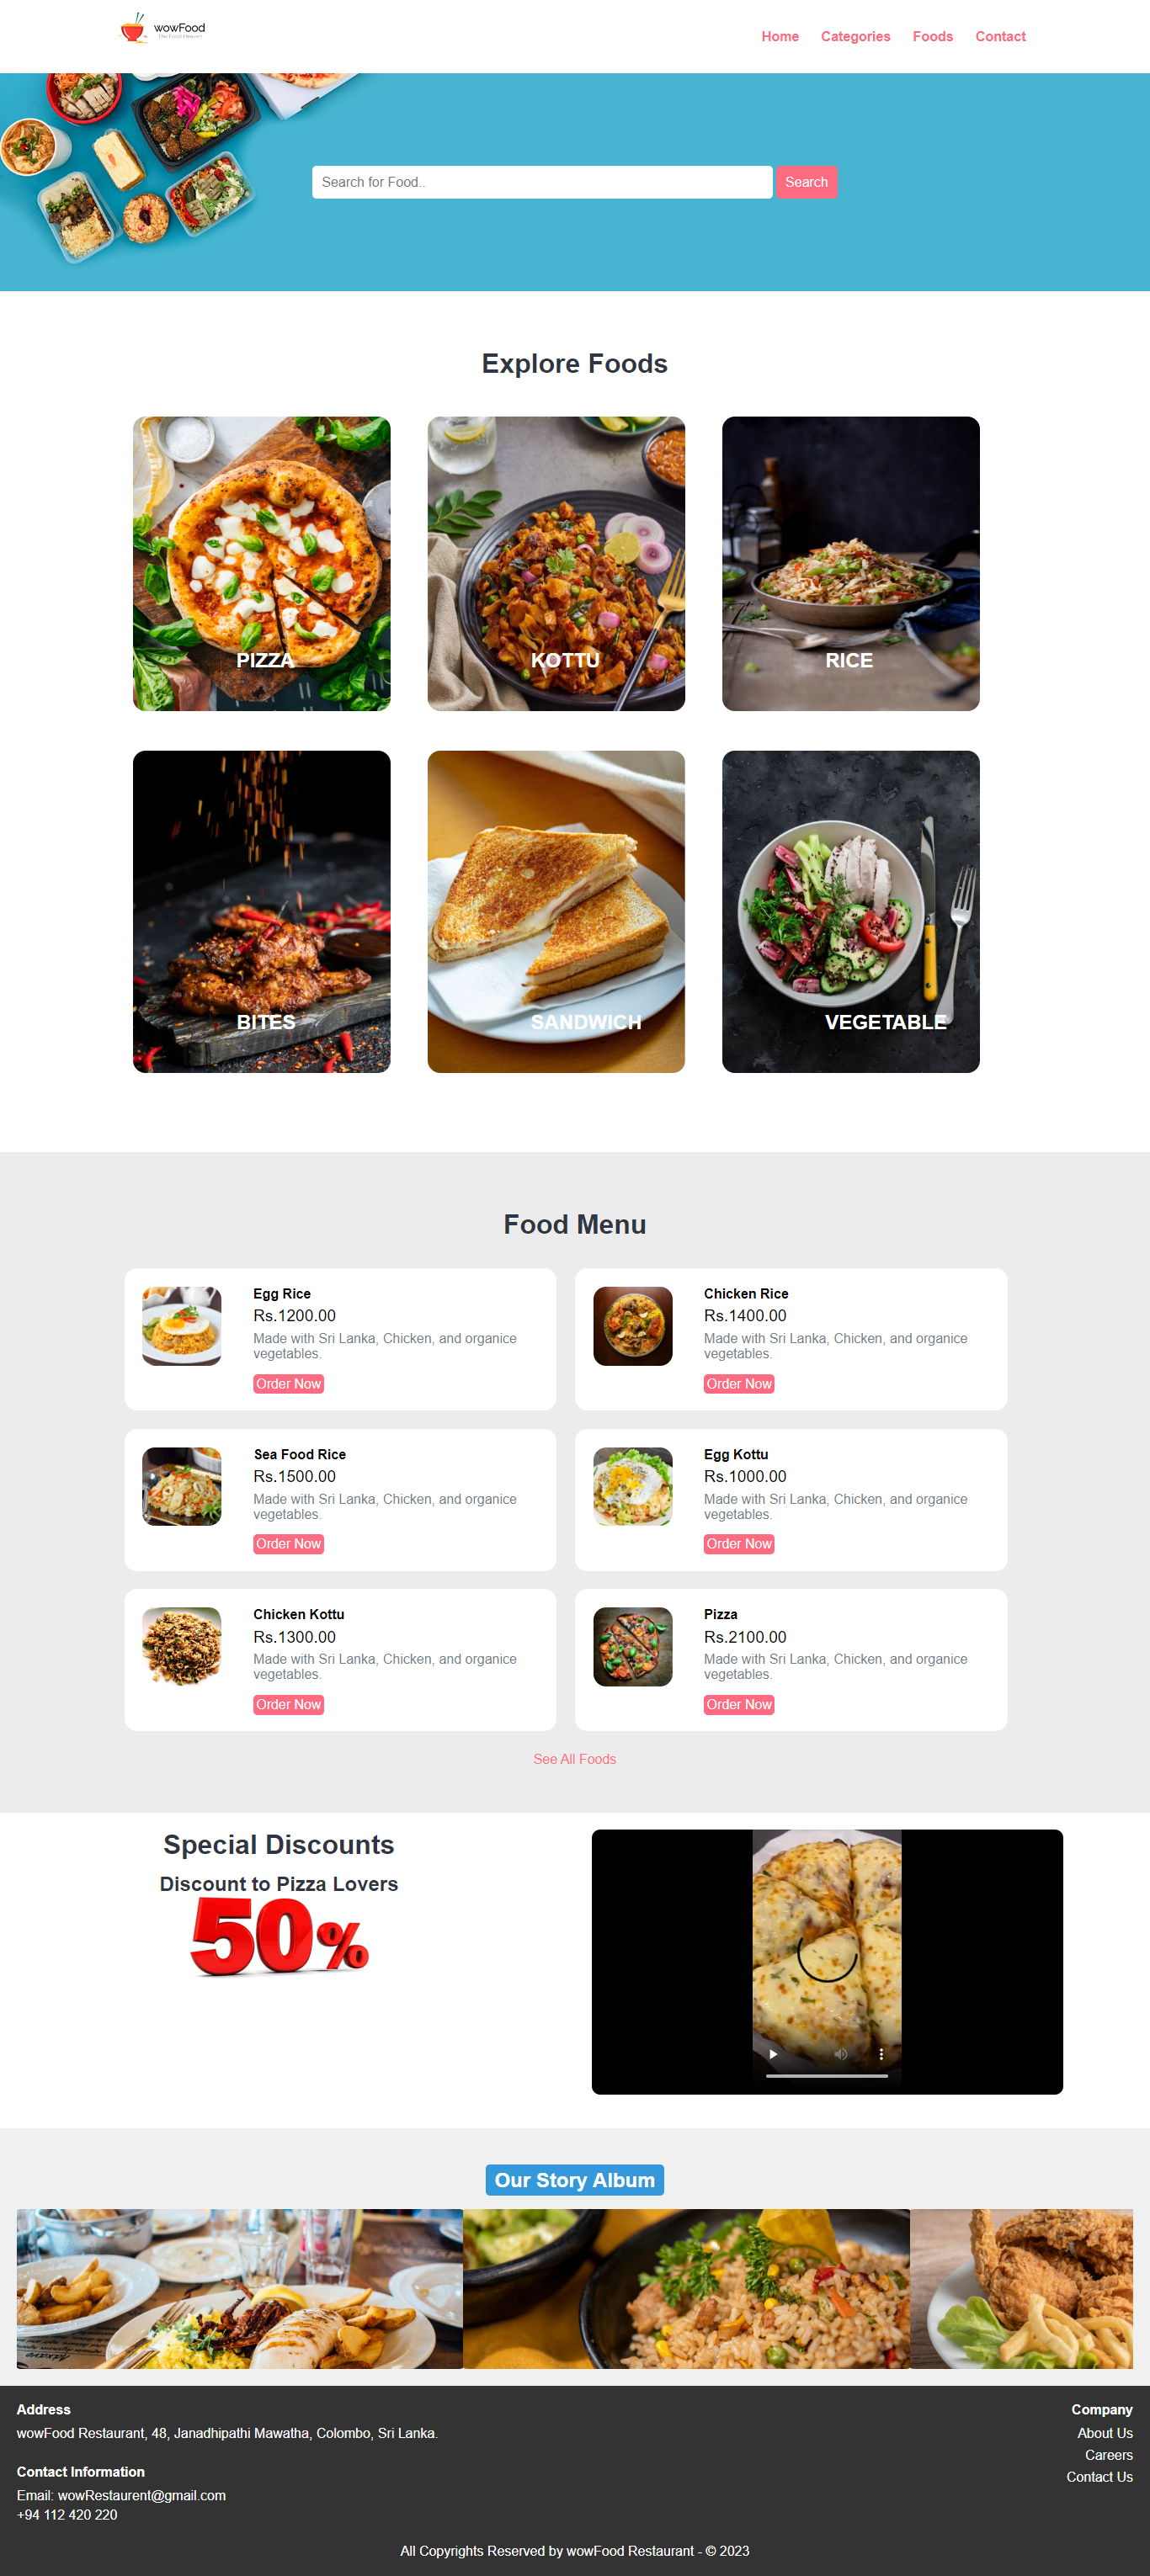 wowFood
The Food Heaven
Home Categories Foods Contact
Search for Food.. Search
Explore Foods
PIZZA KOTTU RICE
BITES SANDWICH VEGETABLE
Food Menu
Egg Rice
Rs.1200.00
Made with Sri Lanka, Chicken, and organice
vegetables.
Order Now
Chicken Rice
Rs.1400.00
Made with Sri Lanka, Chicken, and organice
vegetables.
Order Now
Sea Food Rice
Rs.1500.00
Made with Sri Lanka, Chicken, and organice
vegetables.
Order Now
Egg Kottu
Rs.1000.00
Made with Sri Lanka, Chicken, and organice
vegetables.
Order Now
Chicken Kottu
Rs.1300.00
Made with Sri Lanka, Chicken, and organice
vegetables.
Order Now
Pizza
Rs.2100.00
Made with Sri Lanka, Chicken, and organice
vegetables.
Order Now
See All Foods
Special Discounts
Discount to Pizza Lovers
50%
Our Story Album
Address
wowFood Restaurant, 48, Janadhipathi Mawatha, Colombo, Sri Lanka.
Contact Information
Email: wowRestaurent@gmail.com
+94 112 420 220
Company
About Us
Careers
Contact Us
All Copyrights Reserved by wowFood Restaurant - © 2023